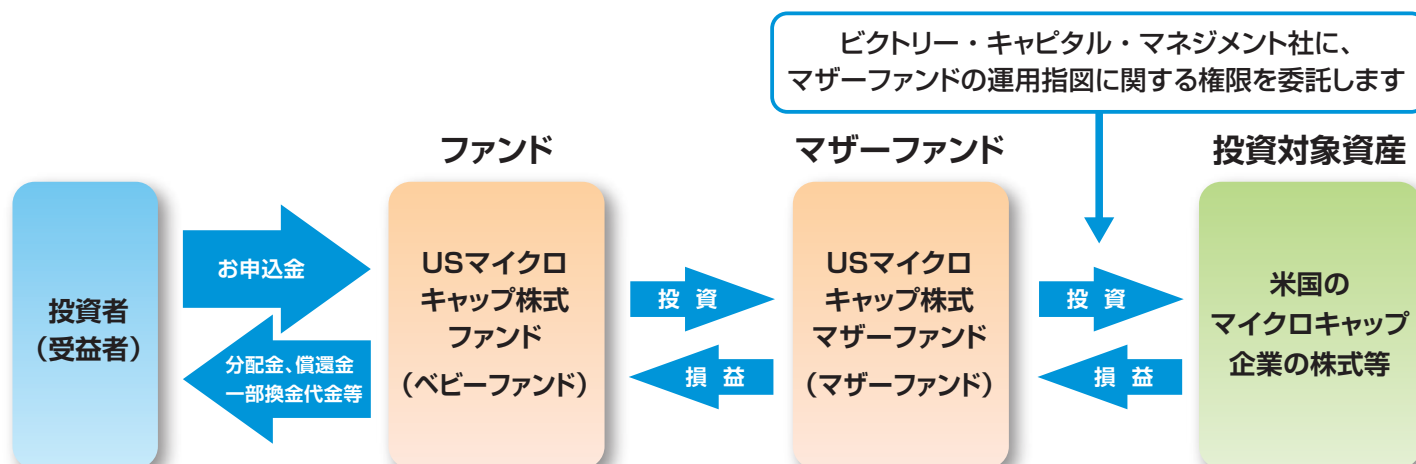 ビクトリー・キャピタル・マネジメント社に、
マザーファンドの運用指図に関する権限を委託します
ファンド
マザーファンド
投資対象資産
投資者
（受益者）
お申込金
分配金、償還金
一部換金代金等
USマイクロ
キャップ株式
ファンド
（ベビーファンド）
投 資
損 益
USマイクロ
キャップ株式
マザーファンド
（マザーファンド）
投 資
損 益
米国の
マイクロキャップ
企業の株式等